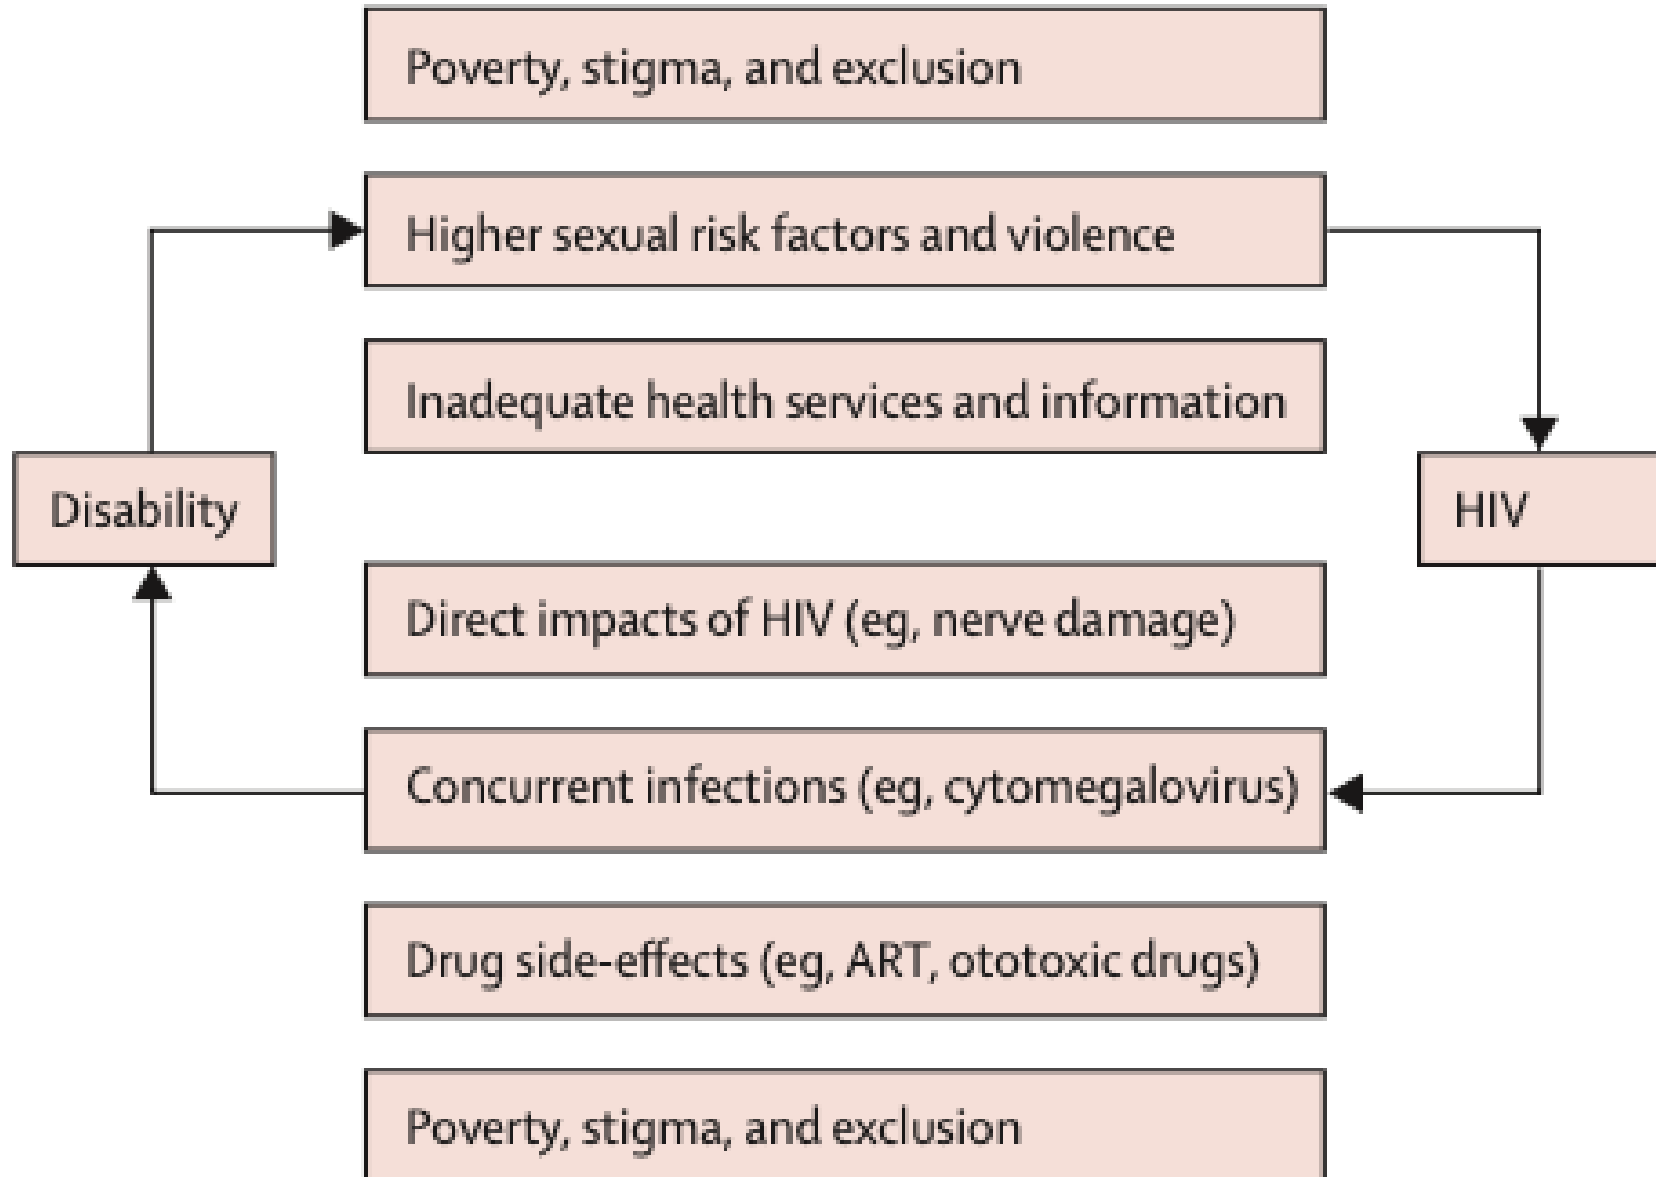 Poverty, stigma, and exclusion
Higher sexual risk factors and violence
Inadequate health services and information
Disability
HIV
Direct impacts of HIV (eg, nerve damage)
Concurrent infections (eg, cytomegalovirus)
Drug side-effects (eg, ART, ototoxic drugs)
Poverty, stigma, and exclusion